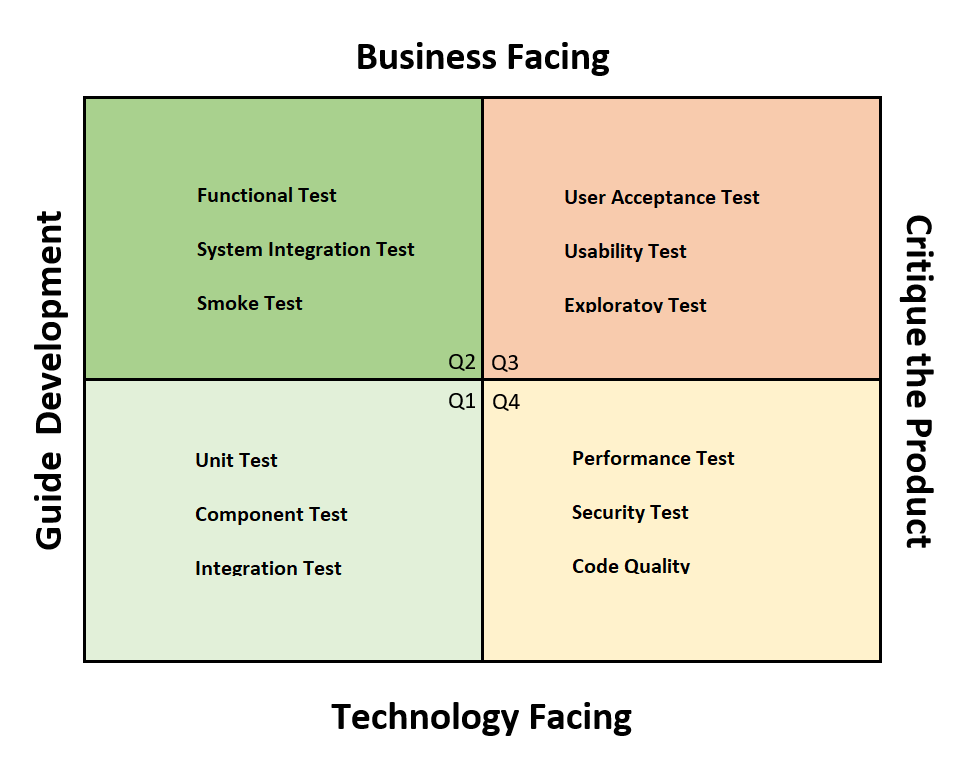 Business Facing
Guide Development
Functional Test
System Integration Test
Smoke Test
Q2
User Acceptance Test
Usability Test
Exploratoy Test
Q3
Critique the Product
Q1
Unit Test
Component Test
Integration Test
Q4
Performance Test
Security Test
Code Quality
Technology Facing